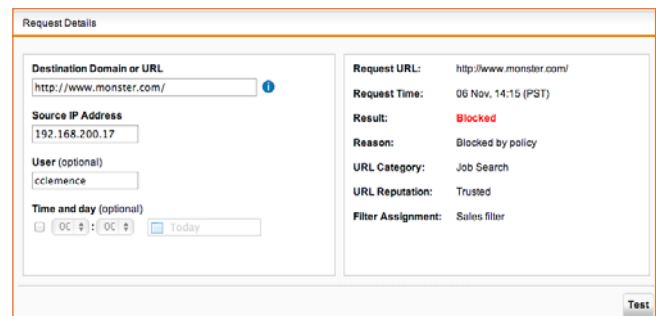 Request Details
Destination Domain or URL
http://www.monster.com/
Source IP Address
192.168.200.17
User (optional)
cclemence
Time and day (optional)
00 : 00 Today
Request URL: http://www.monster.com/
Request Time: 06 Nov, 14:15 (PST)
Result: Blocked
Reason: Blocked by policy
URL Category: Job Search
URL Reputation: Trusted
Filter Assignment: Sales filter
Test